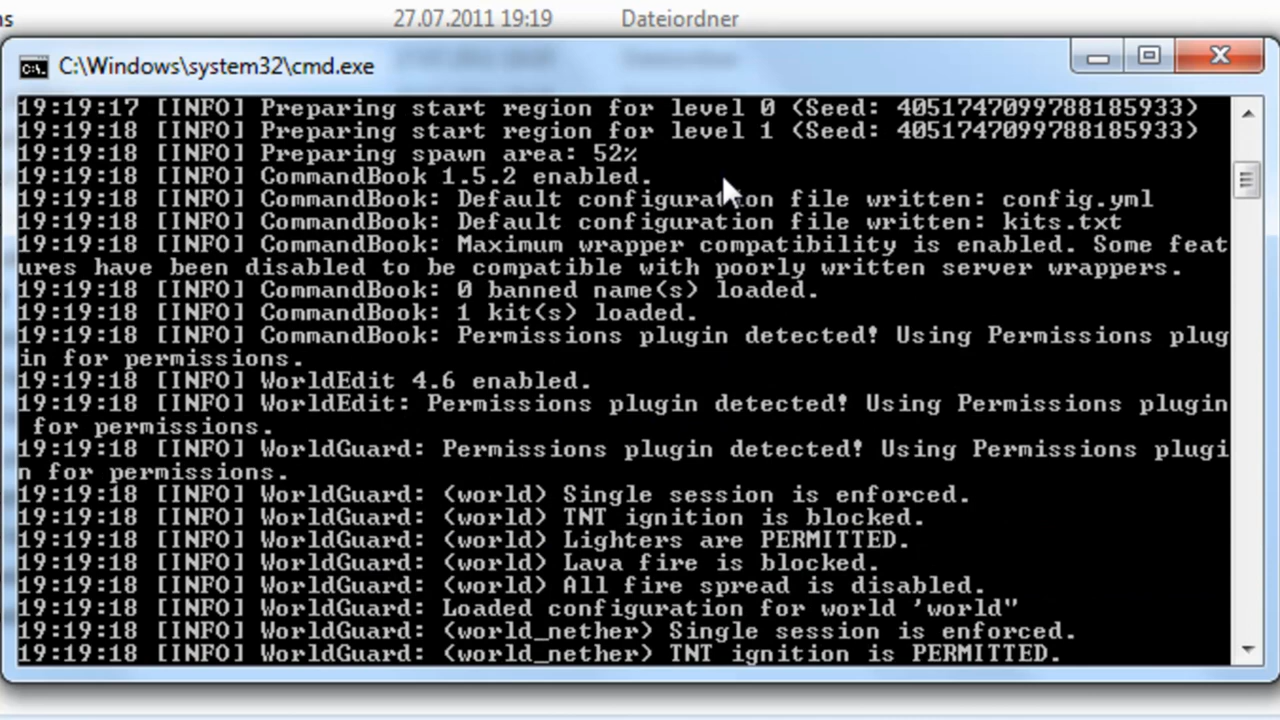 ns 27.07.2011 19:19 Dateiordner
C:\Windows\system32\cmd.exe
19:19:17 [INFO] Preparing start region for level 0 (Seed: 4051747099788185933)
19:19:18 [INFO] Preparing start region for level 1 (Seed: 4051747099788185933)
19:19:18 [INFO] Preparing spawn area: 52%
19:19:18 [INFO] CommandBook 1.5.2 enabled.
19:19:18 [INFO] CommandBook: Default configuration file written: config.yml
19:19:18 [INFO] CommandBook: Default configuration file written: kits.txt
19:19:18 [INFO] CommandBook: Maximum wrapper compatibility is enabled. Some feat
ures have been disabled to be compatible with poorly written server wrappers.
19:19:18 [INFO] CommandBook: 0 banned name(s) loaded.
19:19:18 [INFO] CommandBook: 1 kit(s) loaded.
19:19:18 [INFO] CommandBook: Permissions plugin detected! Using Permissions plug
in for permissions.
19:19:18 [INFO] WorldEdit 4.6 enabled.
19:19:18 [INFO] WorldEdit: Permissions plugin detected! Using Permissions plugin
for permissions.
19:19:18 [INFO] WorldGuard: Permissions plugin detected! Using Permissions plugi
n for permissions.
19:19:18 [INFO] WorldGuard: (world) Single session is enforced.
19:19:18 [INFO] WorldGuard: (world) TNT ignition is blocked.
19:19:18 [INFO] WorldGuard: (world) Lighters are PERMITTED.
19:19:18 [INFO] WorldGuard: (world) Lava fire is blocked.
19:19:18 [INFO] WorldGuard: (world) All fire spread is disabled.
19:19:18 [INFO] WorldGuard: Loaded configuration for world 'world"
19:19:18 [INFO] WorldGuard: (world_nether) Single session is enforced.
19:19:18 [INFO] WorldGuard: (world_nether) TNT ignition is PERMITTED.